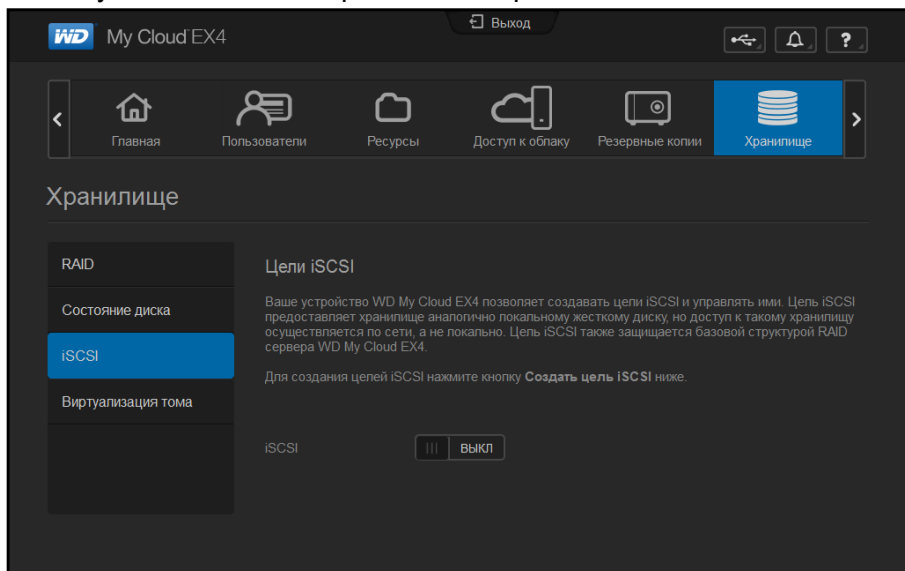 WD My Cloud EX4
Выход
?
Главная
Пользователи
Ресурсы
Доступ к облаку
Резервные копии
Хранилище
Хранилище
RAID
Состояние диска
iSCSI
Виртуализация тома
Цели iSCSI
Ваше устройство WD My Cloud EX4 позволяет создавать цели iSCSI и управлять ими. Цель iSCSI
предоставляет хранилище аналогично локальному жесткому диску, но доступ к такому хранилищу
осуществляется по сети, а не локально. Цель iSCSI также защищается базовой структурой RAID
сервера WD My Cloud EX4.
Для создания целей iSCSI нажмите кнопку Создать цель iSCSI ниже.
iSCSI
ВЫКЛ